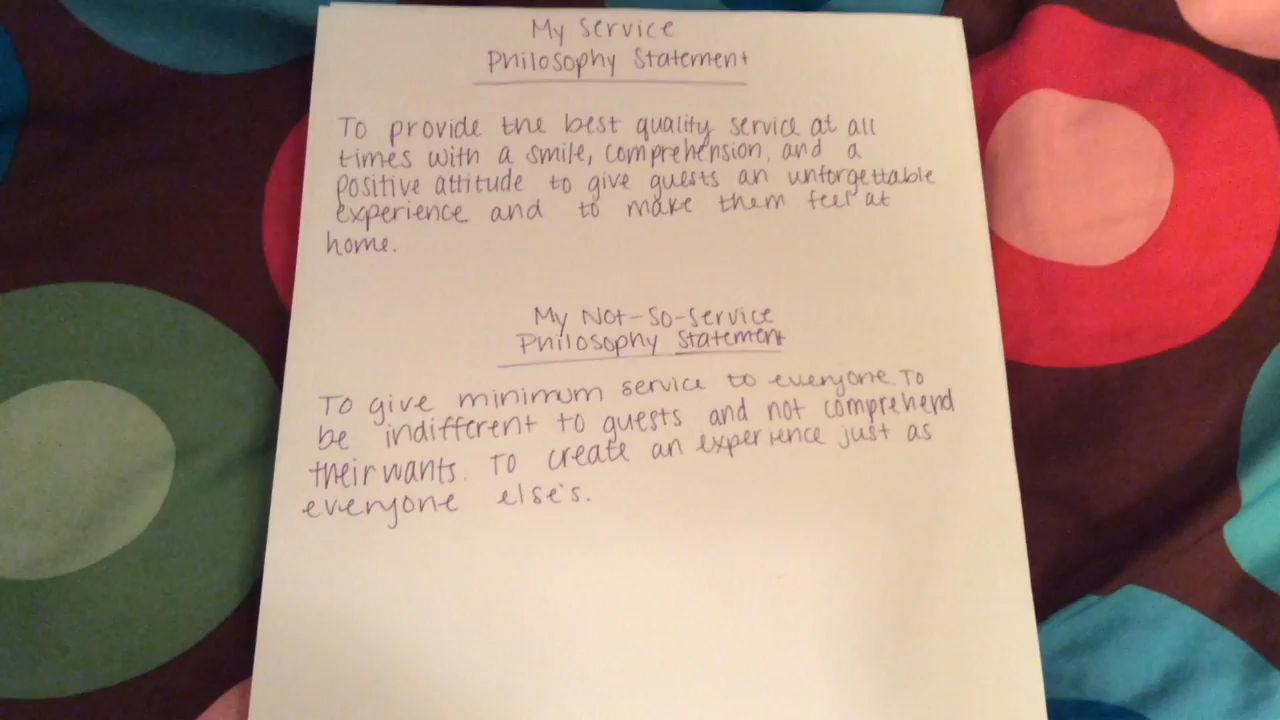 My Service
Philosophy Statement
To provide the best quality service at all
times with a smile, comprehension, and a
positive attitude to give guests an unforgettable
experience and to make them feel at
home.
My Not-So-Service
Philosophy Statement
To give minimum service to everyone. To
be indifferent to guests and not comprehend
their wants. To create an experience just as
everyone else's.